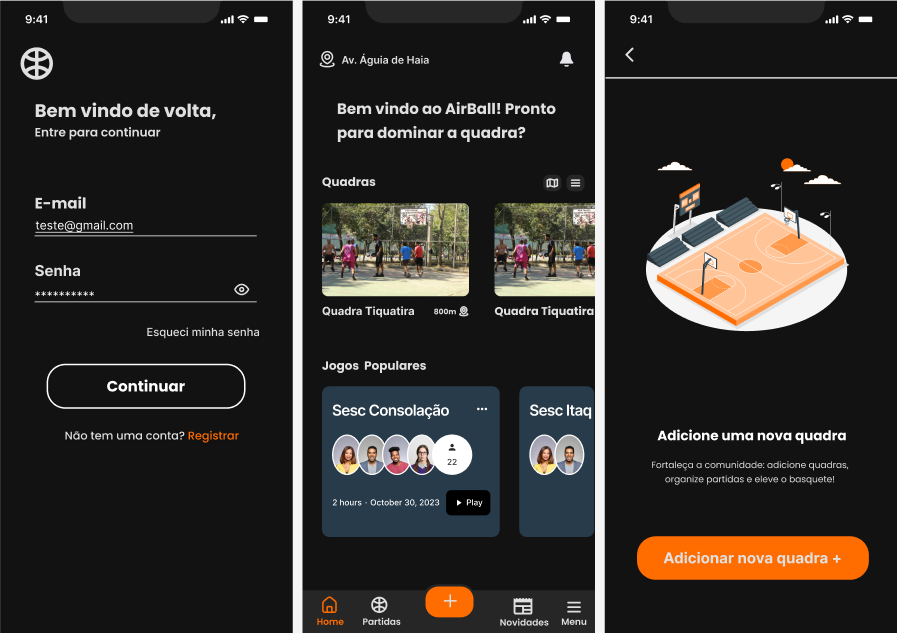 9:41
Bem vindo de volta,
Entre para continuar
E-mail
teste@gmail.com
Senha
**********
Esqueci minha senha
Continuar
Não tem uma conta? Registrar
9:41
Av. Águia de Haia
Bem vindo ao AirBall! Pronto
para dominar a quadra?
Quadras
Quadra Tiquatira 800m
Quadra Tiquatira
Jogos Populares
Sesc Consolação ...
22
2 hours · October 30, 2023 Play
Sesc Itaq
Home Partidas + Novidades Menu
9:41
Adicione uma nova quadra
Fortaleça a comunidade: adicione quadras,
organize partidas e eleve o basquete!
Adicionar nova quadra +